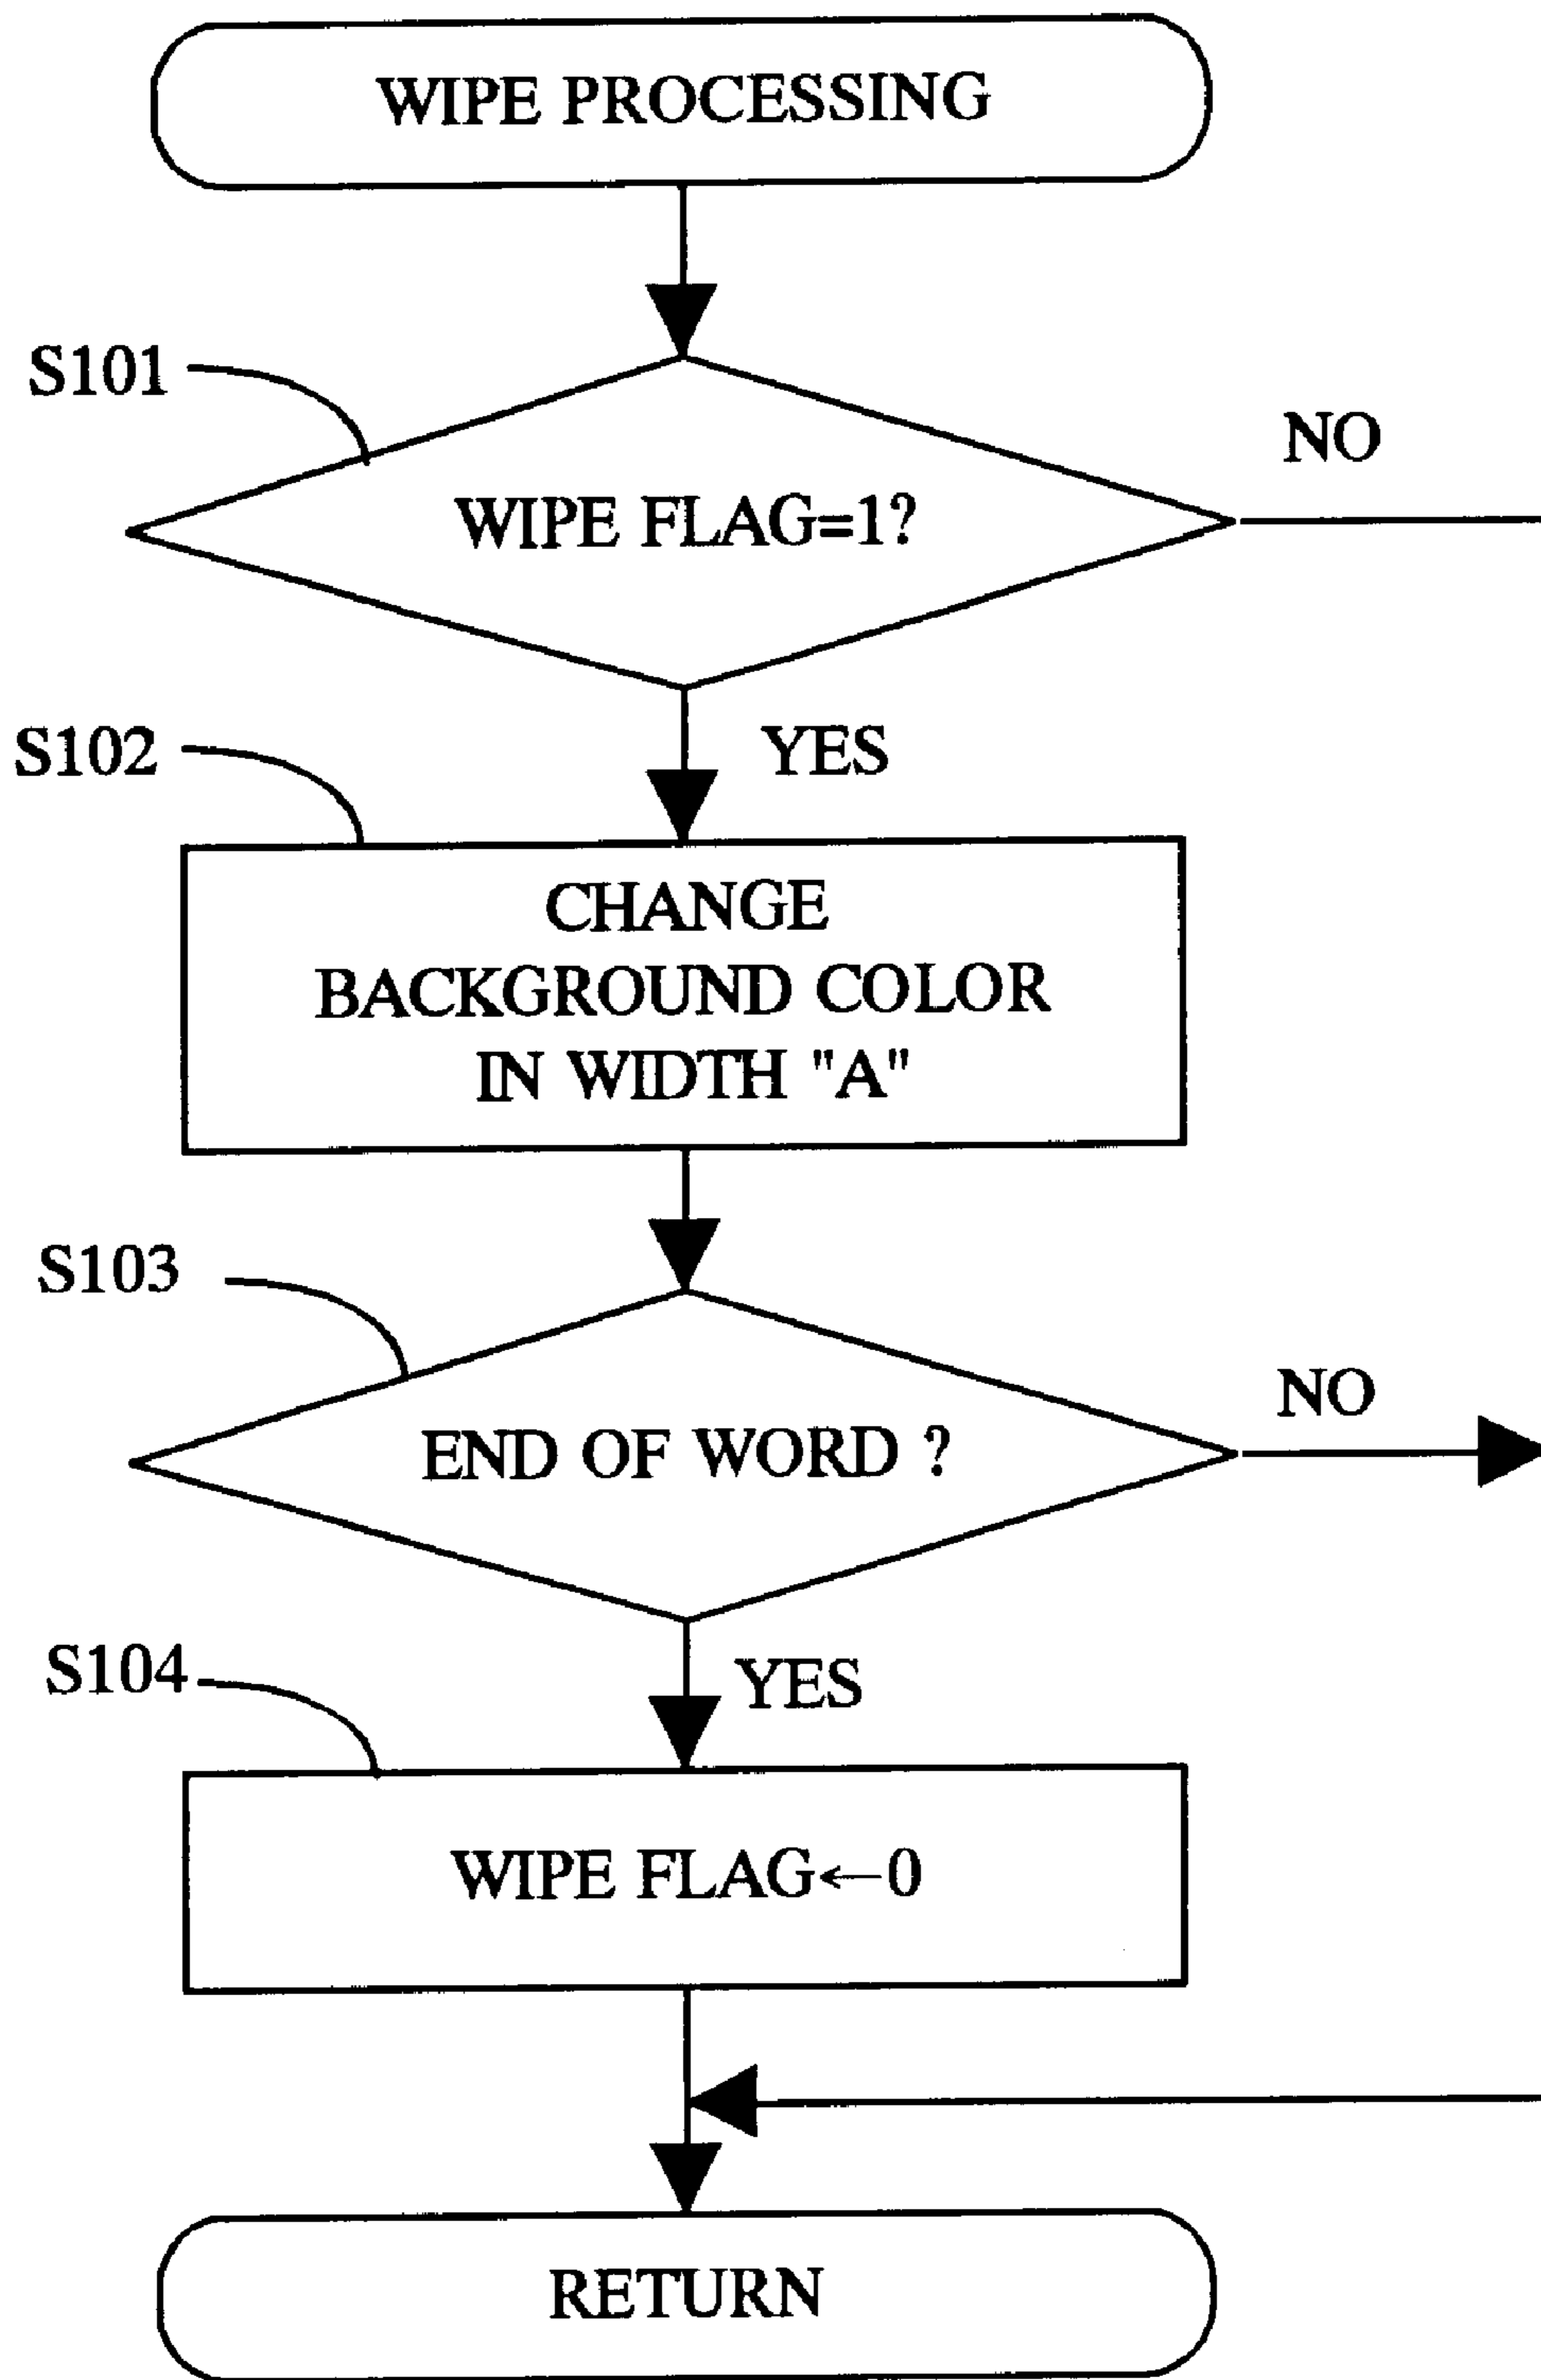 WIPE PROCESSING
S101
NO
WIPE FLAG=1?
S102
YES
CHANGE
BACKGROUND COLOR
IN WIDTH "A"
S103
NO
END OF WORD ?
S104
YES
WIPE FLAG←0
RETURN